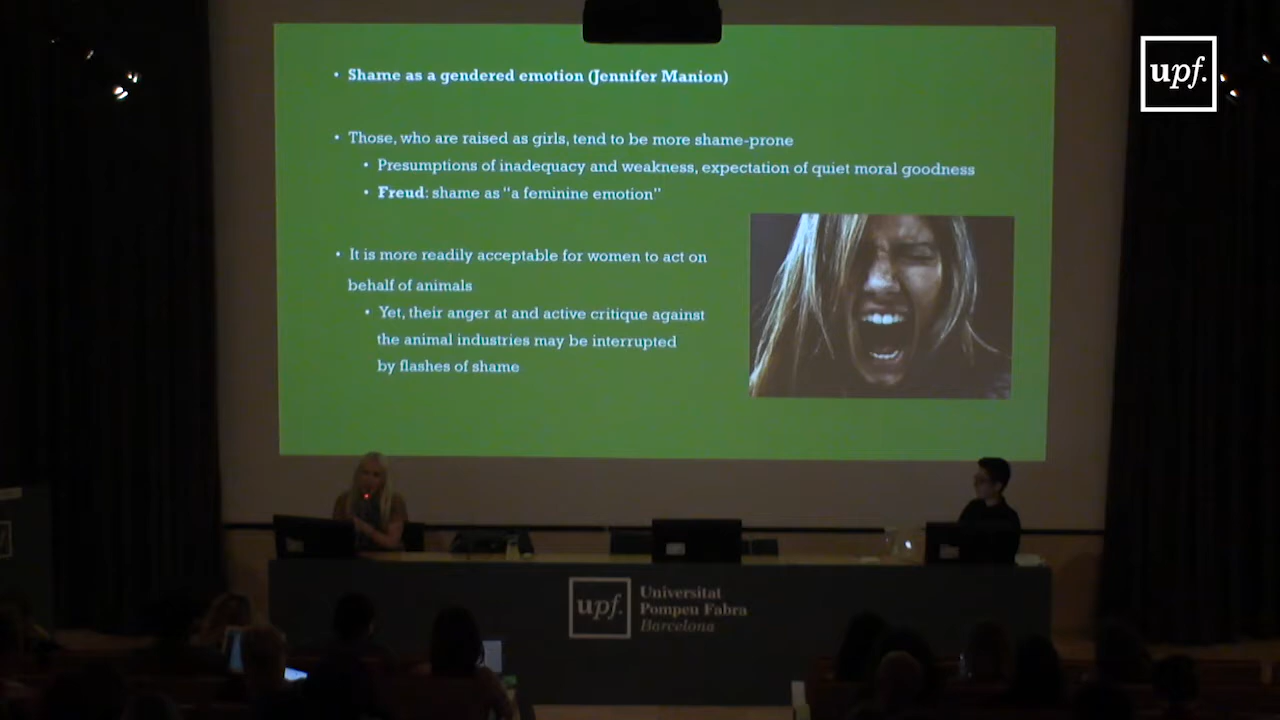 upf.
• Shame as a gendered emotion (Jennifer Manion)
• Those, who are raised as girls, tend to be more shame-prone
• Presumptions of inadequacy and weakness, expectation of quiet moral goodness
• Freud: shame as "a feminine emotion"
• It is more readily acceptable for women to act on
behalf of animals
• Yet, their anger at and active critique against
the animal industries may be interrupted
by flashes of shame
upf.
Universitat
Pompeu Fabra
Barcelona